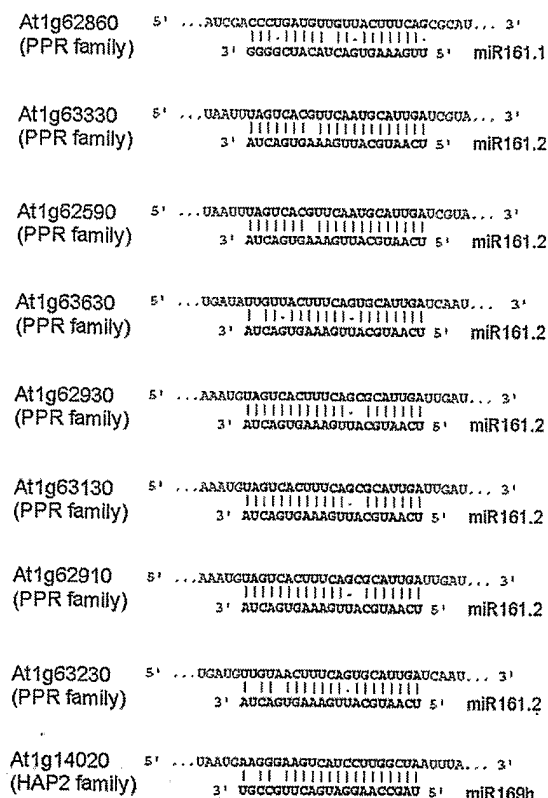 At1g62860 5' ...AUCGACCCUGAUGUUGUUACUUUCAGCGCAU... 3'
(PPR family) 3' GGGGCUACAUCAGUGAAAGUU 5' miR161.1
At1g63330 5' ...UAAUUUAGUCACGUUCAAUGCAUUGAUCGUA... 3'
(PPR family) 3' AUCAGUGAAAGUUACGUAACU 5' miR161.2
At1g62590 5' ...UAAUUUAGUCACGUUCAAUGCAUUGAUCGUA... 3'
(PPR family) 3' AUCAGUGAAAGUUACGUAACU 5' miR161.2
At1g63630 5' ...UGAUAUUGUUACUUUCAGUGCAUUGAUCAAU... 3'
(PPR family) 3' AUCAGUGAAAGUUACGUAACU 5' miR161.2
At1g62930 5' ...AAAUGUAGUCACUUUCAGCGCAUUGAUUGAU... 3'
(PPR family) 3' AUCAGUGAAAGUUACGUAACU 5' miR161.2
At1g63130 5' ...AAAUGUAGUCACUUUCAGCGCAUUGAUUGAU... 3'
(PPR family) 3' AUCAGUGAAAGUUACGUAACU 5' miR161.2
At1g62910 5' ...AAAUGUAGUCACUUUCAGCGCAUUGAUUGAU... 3'
(PPR family) 3' AUCAGUGAAAGUUACGUAACU 5' miR161.2
At1g63230 5' ...UGAUGUUGUAACUUUCAGUGCAUUGAUCAAU... 3'
(PPR family) 3' AUCAGUGAAAGUUACGUAACU 5' miR161.2
At1g14020 5' ...UAAUGAAGGGAAGUCAUCCUUGGCUAAUUUA... 3'
(HAP2 family) 3' UGCCGUUCAGUAGGAACCGAU 5' miR169h